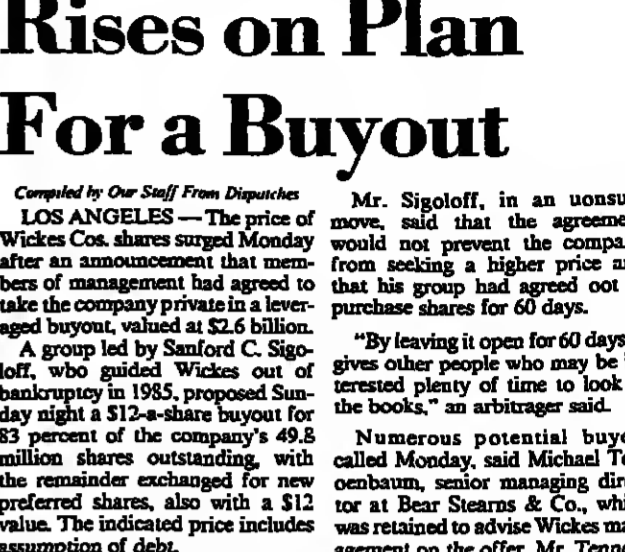 Rises on Plan
For a Buyout
Compiled by Our Staff From Dispatches
LOS ANGELES — The price of
Wickes Cos. shares surged Monday
after an announcement that mem-
bers of management had agreed to
take the company private in a lever-
aged buyout, valued at $2.6 billion.
A group led by Sanford C. Sigo-
loff, who guided Wickes out of
bankruptcy in 1985, proposed Sun-
day night a $12-a-share buyout for
83 percent of the company's 49.8
million shares outstanding, with
the remainder exchanged for new
preferred shares, also with a $12
value. The indicated price includes
assumption of debt.
Mr. Sigoloff, in an uonsu
move, said that the agreeme
would not prevent the compa
from seeking a higher price a
that his group had agreed oot
purchase shares for 60 days.
"By leaving it open for 60 days
gives other people who may be
terested plenty of time to look
the books," an arbitrager said.
Numerous potential buye
called Monday, said Michael Te
oenbaum, senior managing dire
tor at Bear Stearns & Co., whi
was retained to advise Wickes ma
agement on the offer. Mr. Tenne